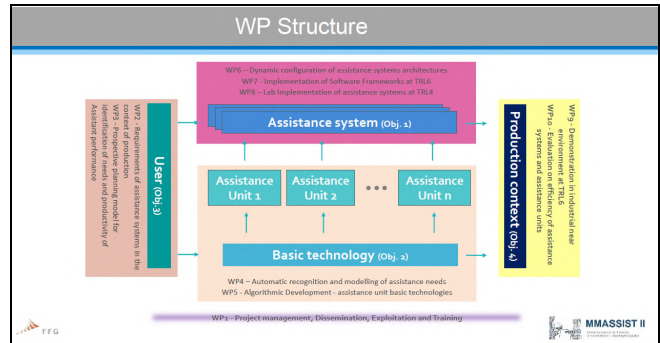 WP Structure
WP6 – Dynamic configuration of assistance systems architectures
WP7 - Implementation of Software Frameworks at TRL6
WP8 – Lab Implementation of assistance systems at TRL4
Assistance system (Obj. 1)
WP2 - Requirements of assistance systems in the
context of production
WP3 - Prospective planning model for
identification of needs and productivity of
Assistant performance
User (Obj. 3)
Assistance
Unit 1
Assistance
Unit 2
Assistance
Unit n
Basic technology (Obj. 2)
WP4 – Automatic recognition and modelling of assistance needs
WP5 - Algorithmic Development - assistance unit basic technologies
Production context (Obj. 4)
WP9 - Demonstration in Industrial near
environment at TRL6
WP10 - Evaluation on efficiency of assistance
systems and assistance units
WP1 - Project management, Dissemination, Exploitation and Training
FFG
MMASSIST II